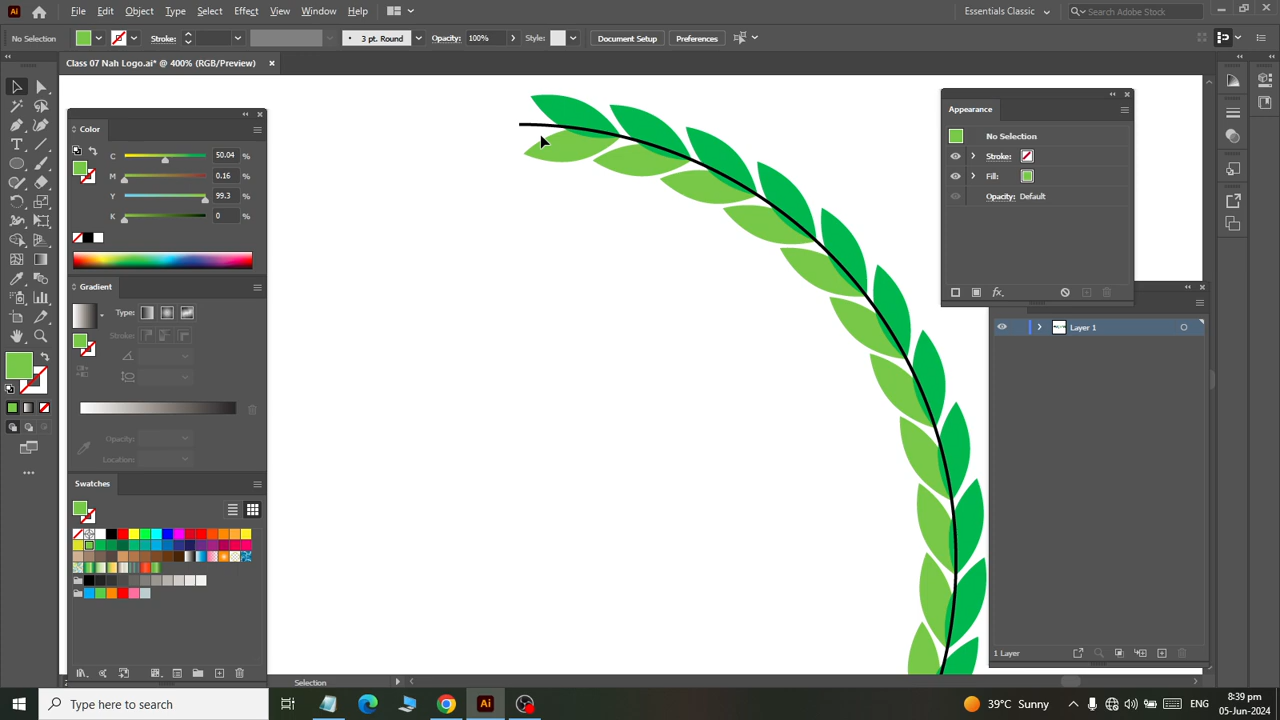 Ai File Edit Object Type Select Effect View Window Help Essentials Classic Search Adobe Stock
No Selection Stroke: 3 pt. Round Opacity: 100% Style: Document Setup Preferences
Class 07 Nah Logo.ai* @ 400% (RGB/Preview)
Color
C 50.04 %
M 0.16 %
Y 99.3 %
K 0 %
Gradient
Type:
Stroke:
Opacity:
Location:
Swatches
Appearance
No Selection
Stroke:
Fill:
Opacity: Default
Layer 1
1 Layer
Selection
Type here to search
Ai
39°C Sunny
ENG
8:39 pm
05-Jun-2024